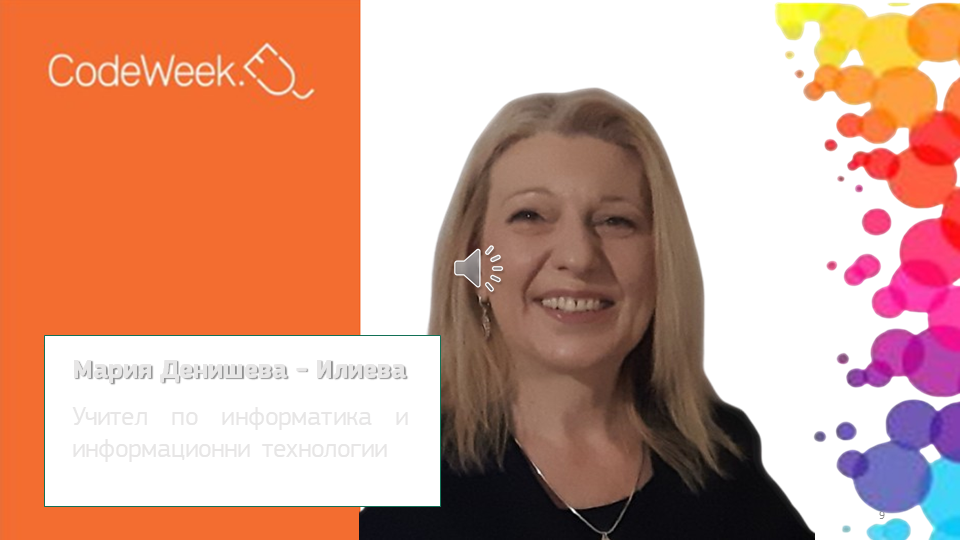 CodeWeek.
Мария Денишева – Илиева
Учител по информатика и
информационни технологии
9